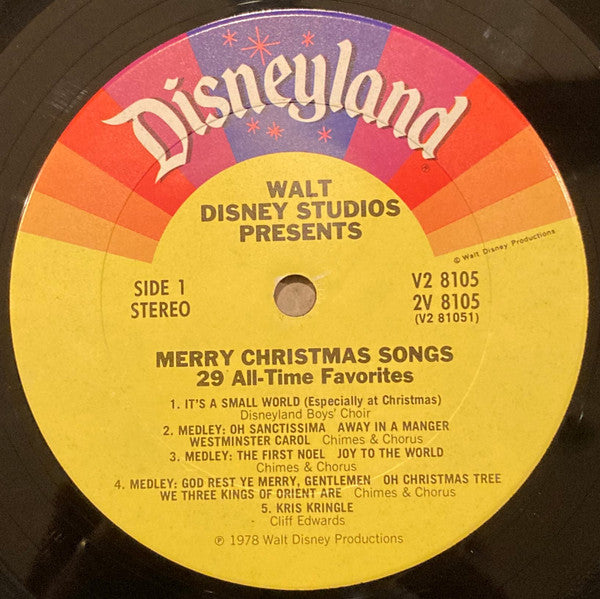 Disneyland
WALT
DISNEY STUDIOS
PRESENTS
© Walt Disney Productions
SIDE 1
STEREO
V2 8105
2V 8105
(V2 81051)
MERRY CHRISTMAS SONGS
29 All-Time Favorites
1. IT'S A SMALL WORLD (Especially at Christmas)
Disneyland Boys' Choir
2. MEDLEY: OH SANCTISSIMA AWAY IN A MANGER
WESTMINSTER CAROL Chimes & Chorus
3. MEDLEY: THE FIRST NOEL JOY TO THE WORLD
Chimes & Chorus
4. MEDLEY: GOD REST YE MERRY, GENTLEMEN OH CHRISTMAS TREE
WE THREE KINGS OF ORIENT ARE Chimes & Chorus
5. KRIS KRINGLE
Cliff Edwards
℗ 1978 Walt Disney Productions